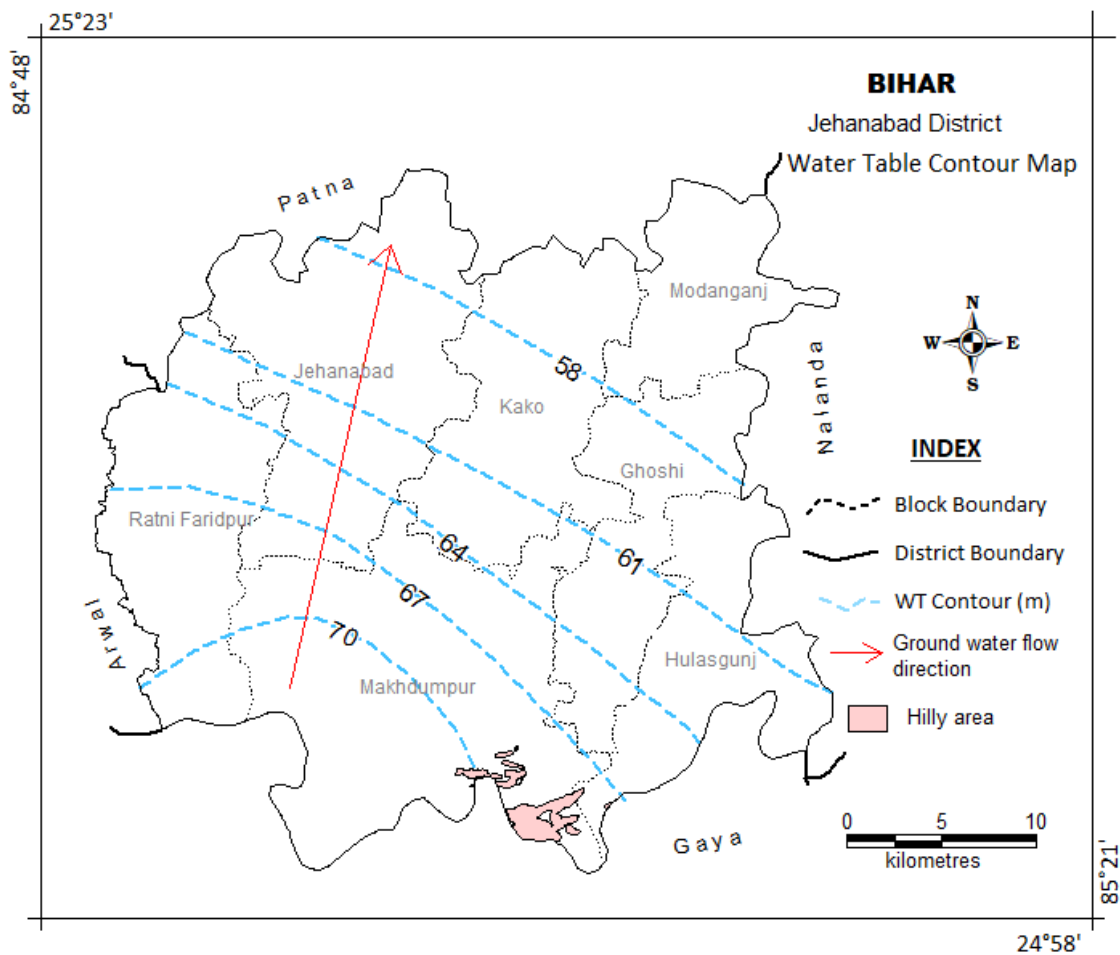 25°23'
84°48'
BIHAR
Jehanabad District
Water Table Contour Map
Patna
Modanganj
N
W E
S
58
Jehanabad
Kako
Nalanda
Ghoshi
INDEX
Block Boundary
Ratni Faridpur
64
61
District Boundary
67
WT Contour (m)
Arwal
70
Ground water flow
direction
Hulasgunj
Makhdumpur
Hilly area
Gaya
0 5 10
kilometres
85°21'
24°58'